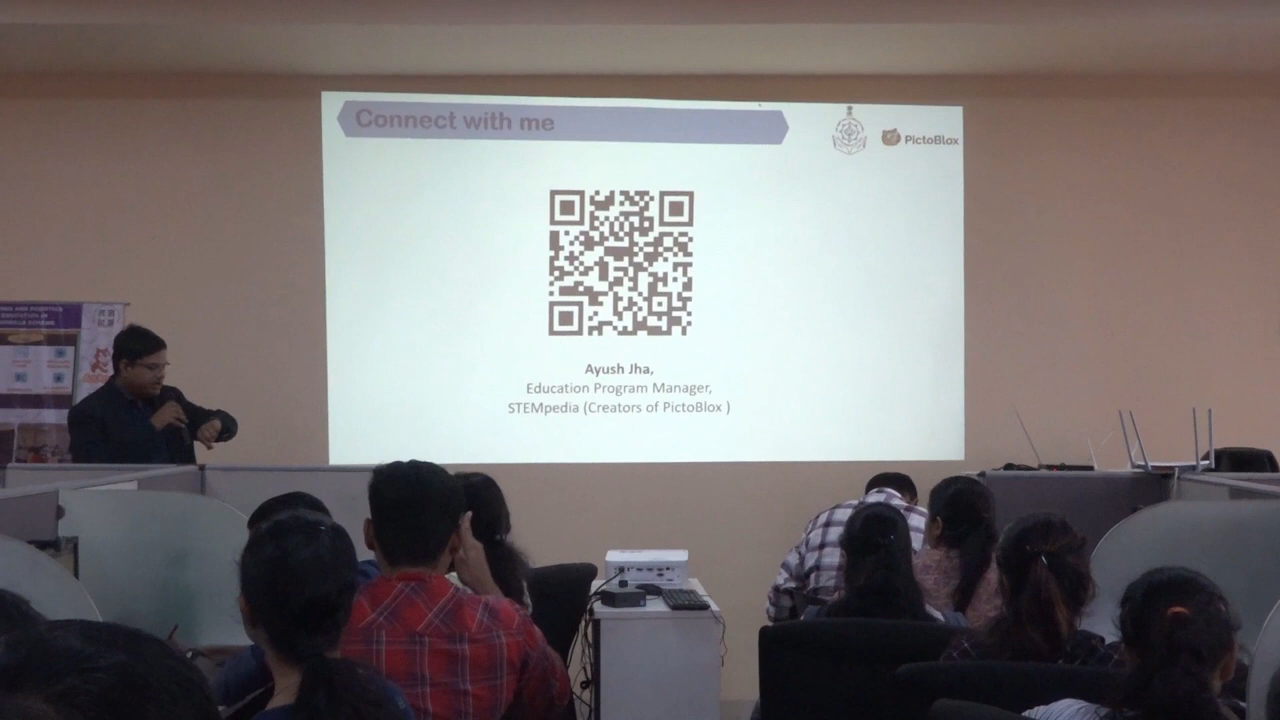 Connect with me
PictoBlox
Ayush Jha,
Education Program Manager,
STEMpedia (Creators of PictoBlox )